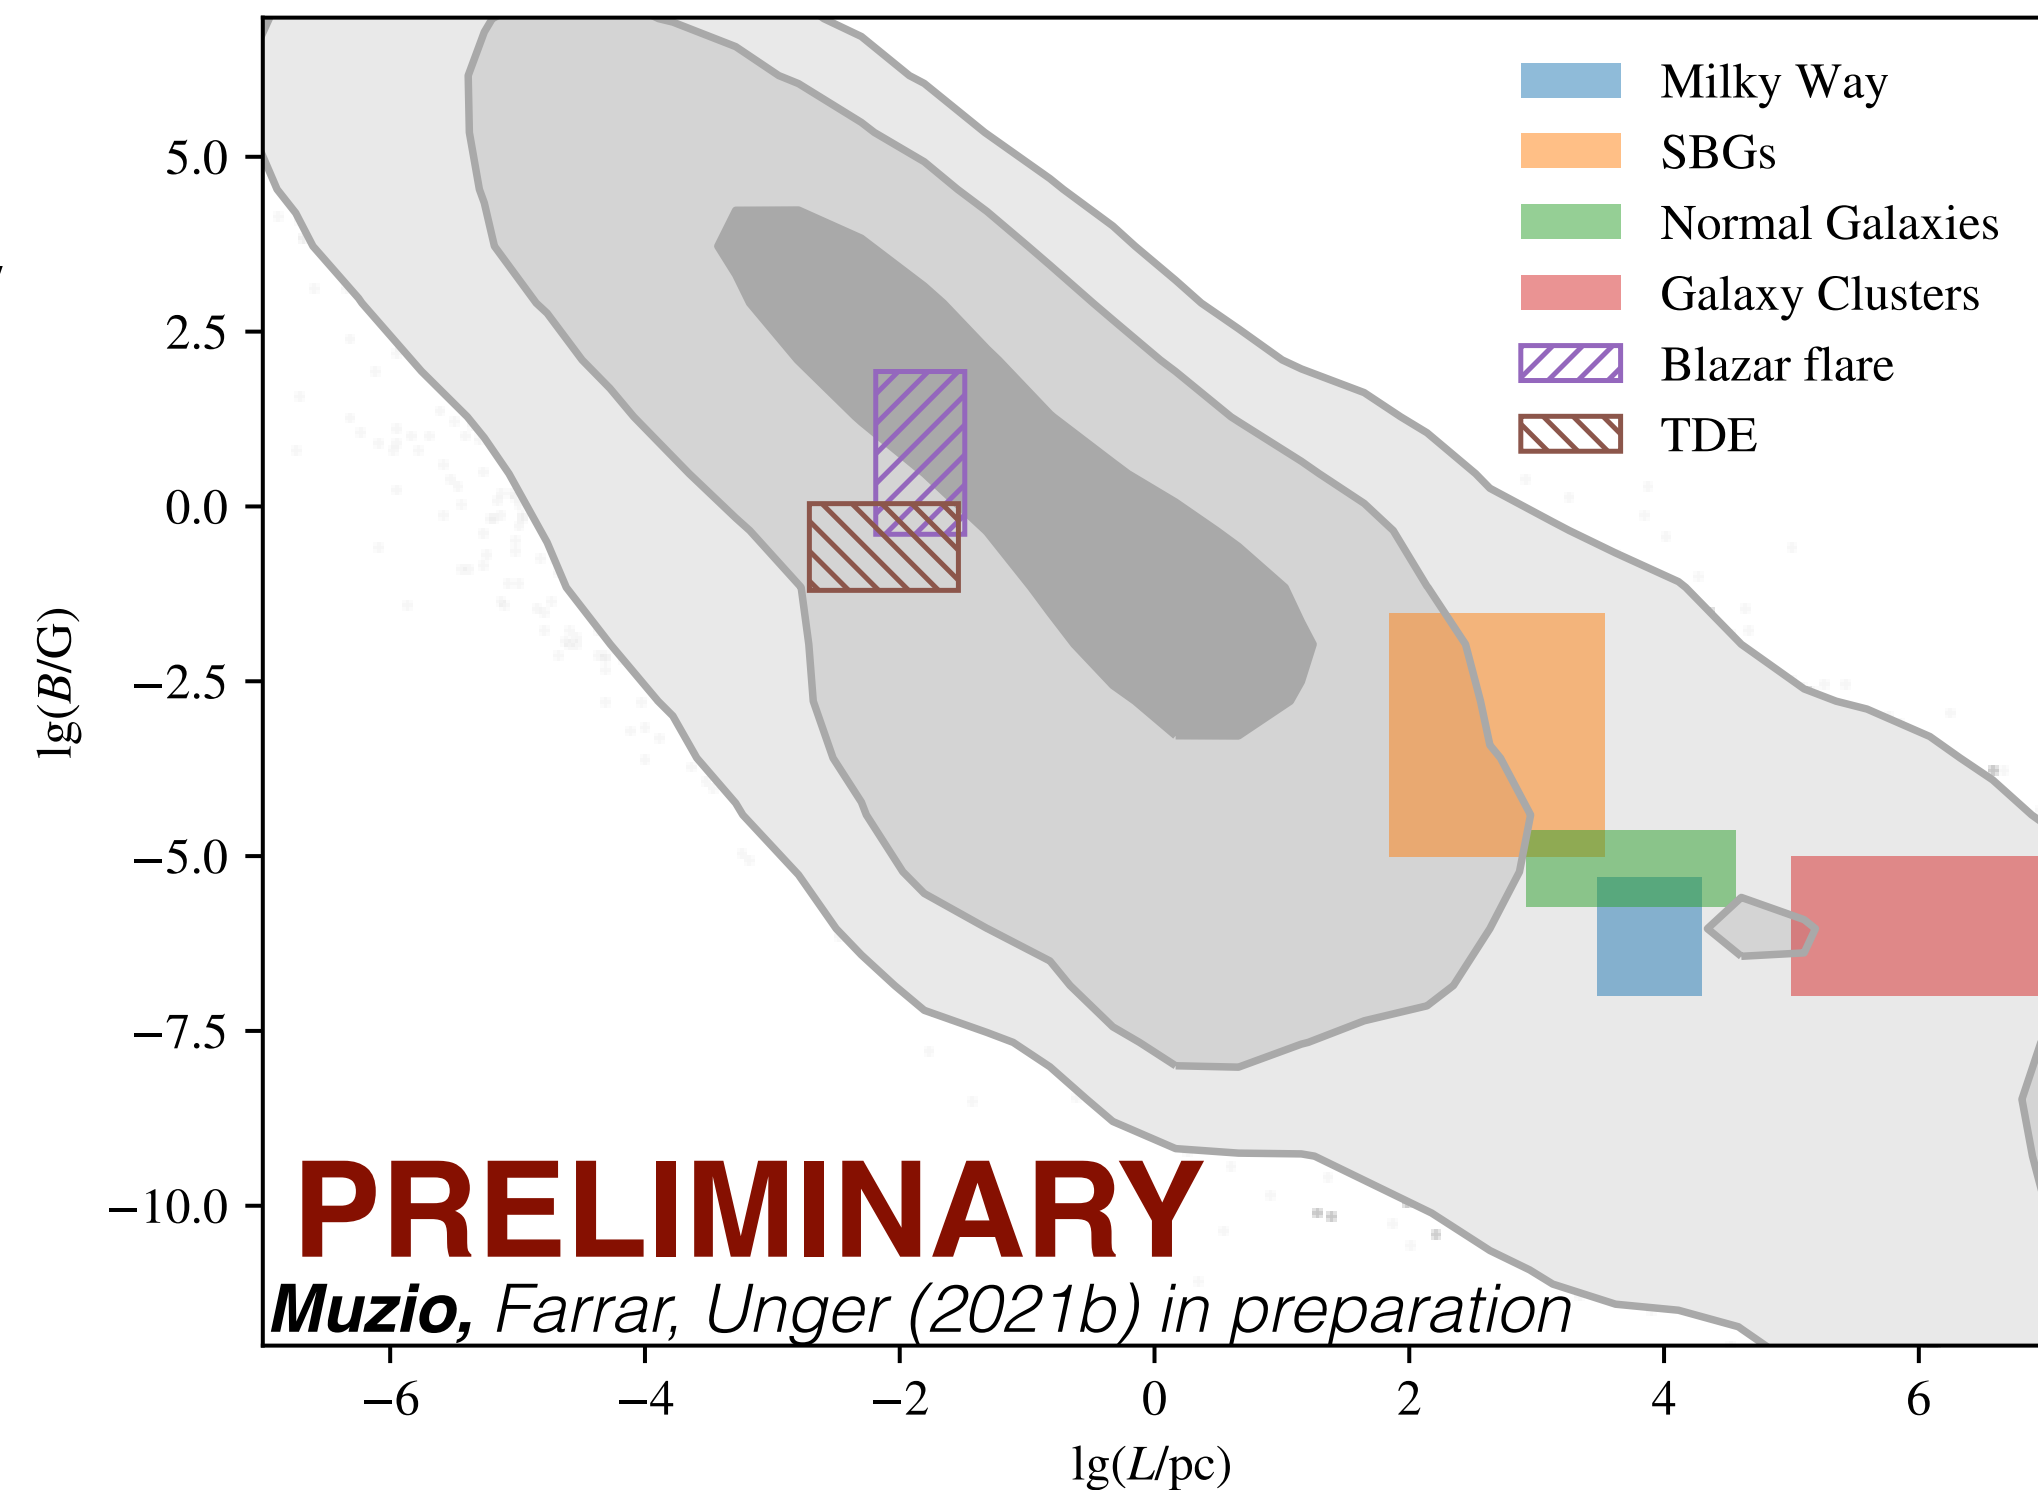 Milky Way
SBGs
Normal Galaxies
Galaxy Clusters
Blazar flare
TDE
5.0
2.5
0.0
−2.5
−5.0
−7.5
−10.0
lg(B/G)
PRELIMINARY
Muzio, Farrar, Unger (2021b) in preparation
−6 −4 −2 0 2 4 6
lg(L/pc)